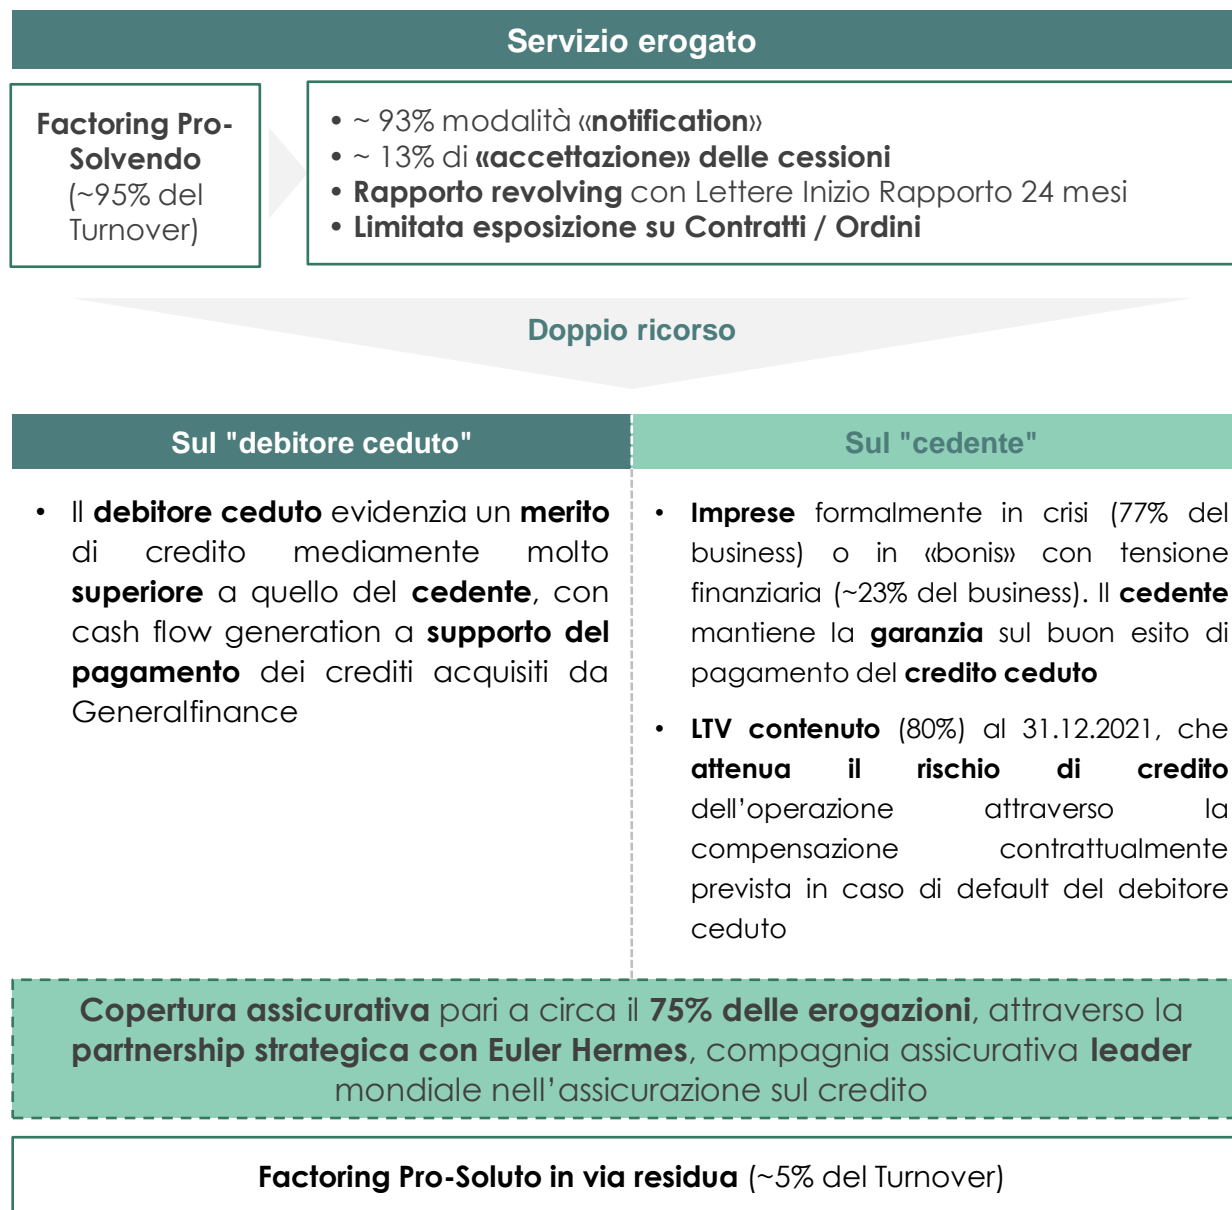 Servizio erogato
Factoring Pro-
Solvendo
(~95% del
Turnover)
• ~ 93% modalità «notification»
• ~ 13% di «accettazione» delle cessioni
• Rapporto revolving con Lettere Inizio Rapporto 24 mesi
• Limitata esposizione su Contratti / Ordini
Doppio ricorso
Sul "debitore ceduto"
• Il debitore ceduto evidenzia un merito
di credito mediamente molto
superiore a quello del cedente, con
cash flow generation a supporto del
pagamento dei crediti acquisiti da
Generalfinance
Sul "cedente"
• Imprese formalmente in crisi (77% del
business) o in «bonis» con tensione
finanziaria (~23% del business). Il cedente
mantiene la garanzia sul buon esito di
pagamento del credito ceduto
• LTV contenuto (80%) al 31.12.2021, che
attenua il rischio di credito
dell’operazione attraverso la
compensazione contrattualmente
prevista in caso di default del debitore
ceduto
Copertura assicurativa pari a circa il 75% delle erogazioni, attraverso la
partnership strategica con Euler Hermes, compagnia assicurativa leader
mondiale nell’assicurazione sul credito
Factoring Pro-Soluto in via residua (~5% del Turnover)